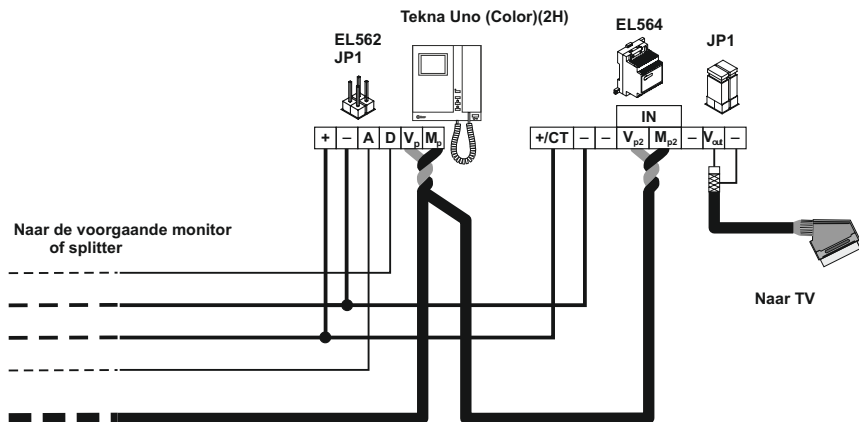 Tekna Uno (Color)(2H)
EL562
JP1
EL564
JP1
IN
+ – A D Vp Mp
+/CT – – Vp2 Mp2 – Vout –
Naar de voorgaande monitor
of splitter
Naar TV